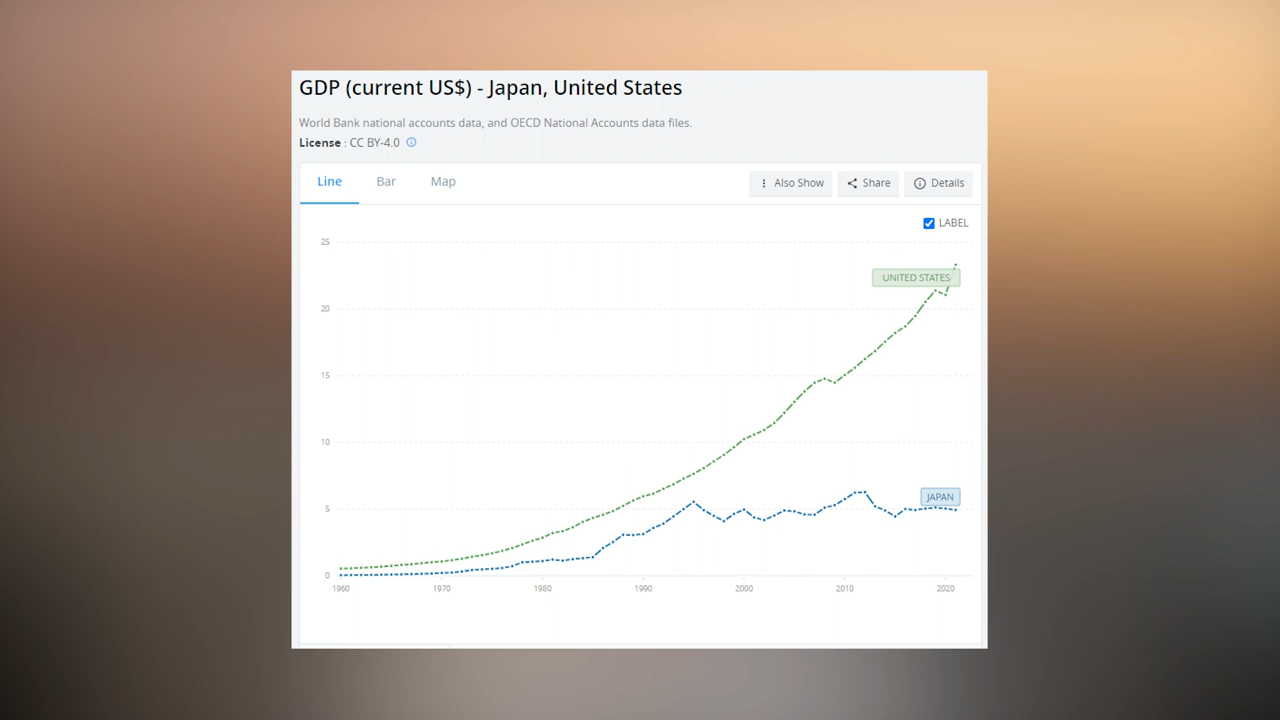 GDP (current US$) - Japan, United States
World Bank national accounts data, and OECD National Accounts data files.
License : CC BY-4.0
Line Bar Map Also Show Share Details
LABEL
25
UNITED STATES
20
15
10
JAPAN
5
0
1960 1970 1980 1990 2000 2010 2020